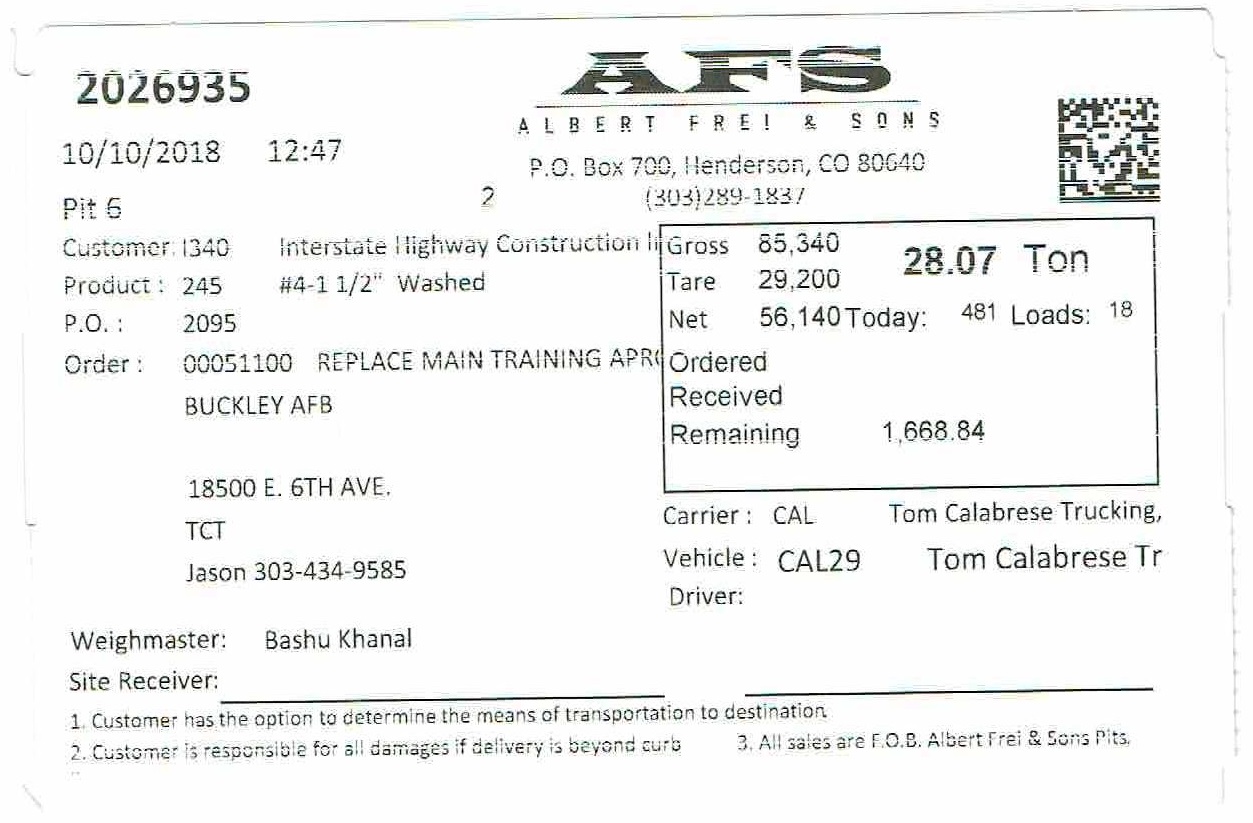 2026935
AFS
ALBERT FREI & SONS
10/10/2018 12:47
P.O. Box 700, Henderson, CO 80640
(303)289-1837
Pit 6
2
Customer: I340 Interstate Highway Construction I
Product : 245 #4-1 1/2" Washed
P.O. : 2095
Order : 00051100 REPLACE MAIN TRAINING APRO
BUCKLEY AFB
18500 E. 6TH AVE.
TCT
Jason 303-434-9585
Gross 85,340
28.07 Ton
Tare 29,200
Net 56,140 Today: 481 Loads: 18
Ordered
Received
Remaining 1,668.84
Carrier : CAL Tom Calabrese Trucking,
Vehicle : CAL29 Tom Calabrese Tr
Driver:
Weighmaster: Bashu Khanal
Site Receiver:
1. Customer has the option to determine the means of transportation to destination.
2. Customer is responsible for all damages if delivery is beyond curb
3. All sales are F.O.B. Albert Frei & Sons Pits.